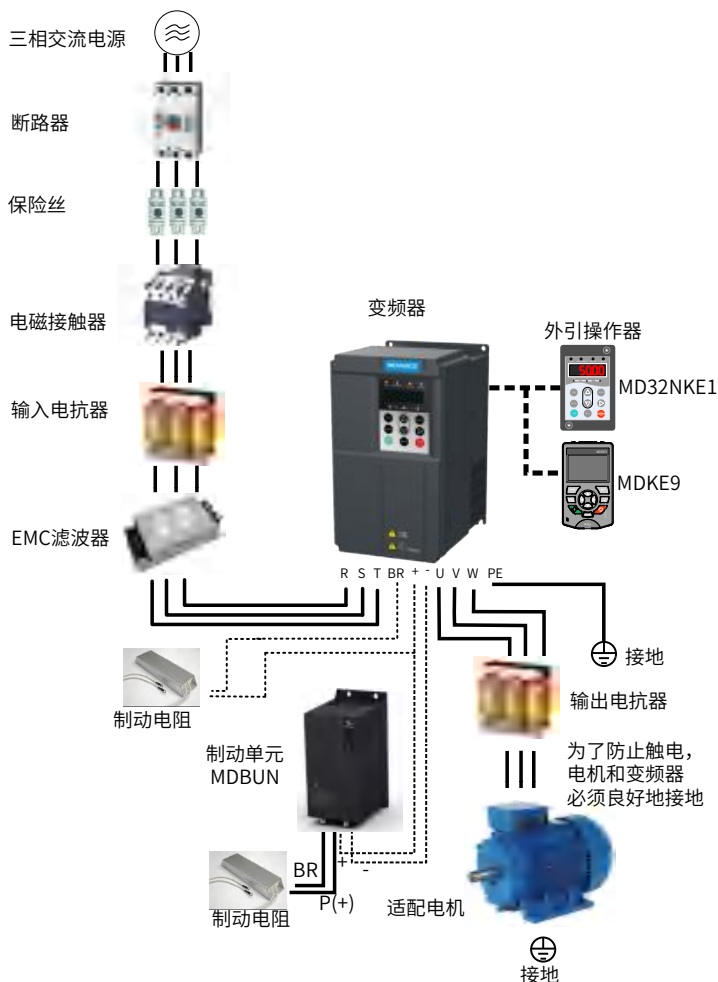 三相交流电源
断路器
保险丝
电磁接触器
输入电抗器
EMC滤波器
变频器
外引操作器
5000
MD32NKE1
MDKE9
R S T BR + - U V W PE
接地
制动电阻
输出电抗器
制动单元
MDBUN
为了防止触电，
电机和变频器
必须良好地接地
BR
+
-
P(+)
制动电阻
适配电机
接地